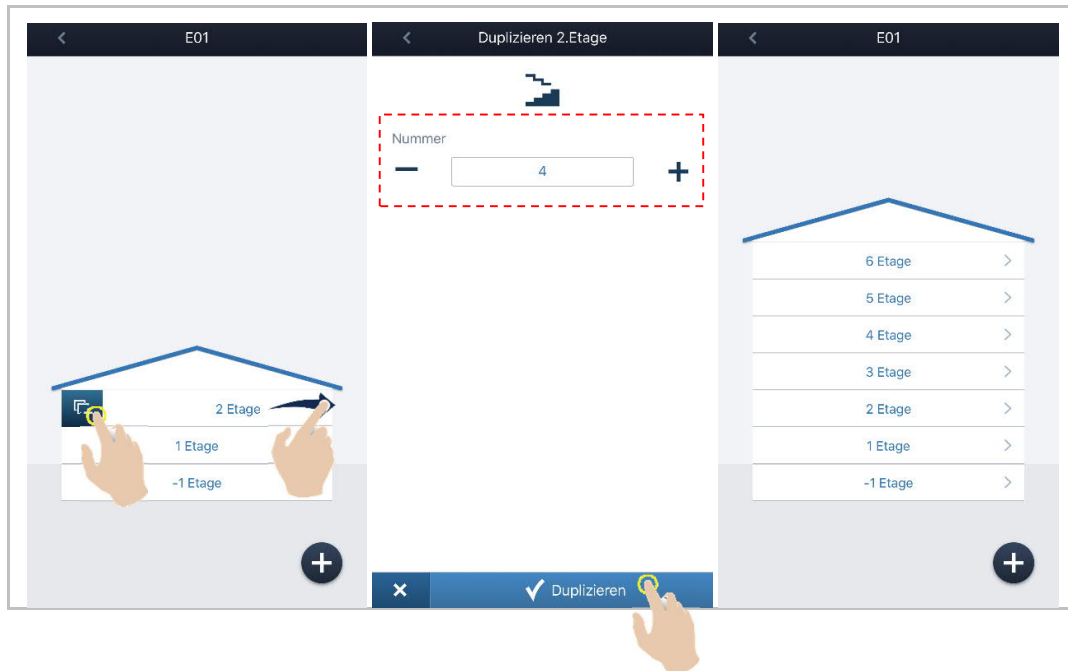 E01
2 Etage
1 Etage
-1 Etage
Duplizieren 2.Etage
Nummer
4
Duplizieren
E01
6 Etage
5 Etage
4 Etage
3 Etage
2 Etage
1 Etage
-1 Etage